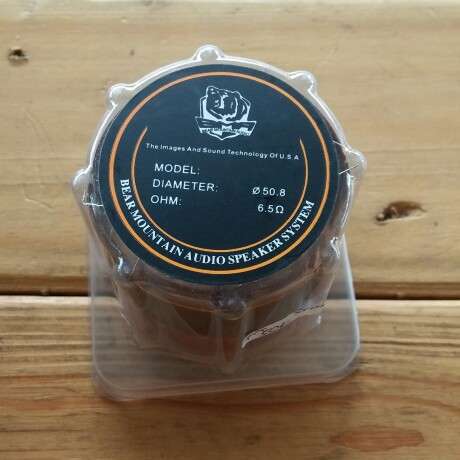 The Images And Sound Technology Of U.S.A
MODEL:
DIAMETER: Ø 50.8
OHM: 6.5Ω
BEAR MOUNTAIN AUDIO SPEAKER SYSTEM